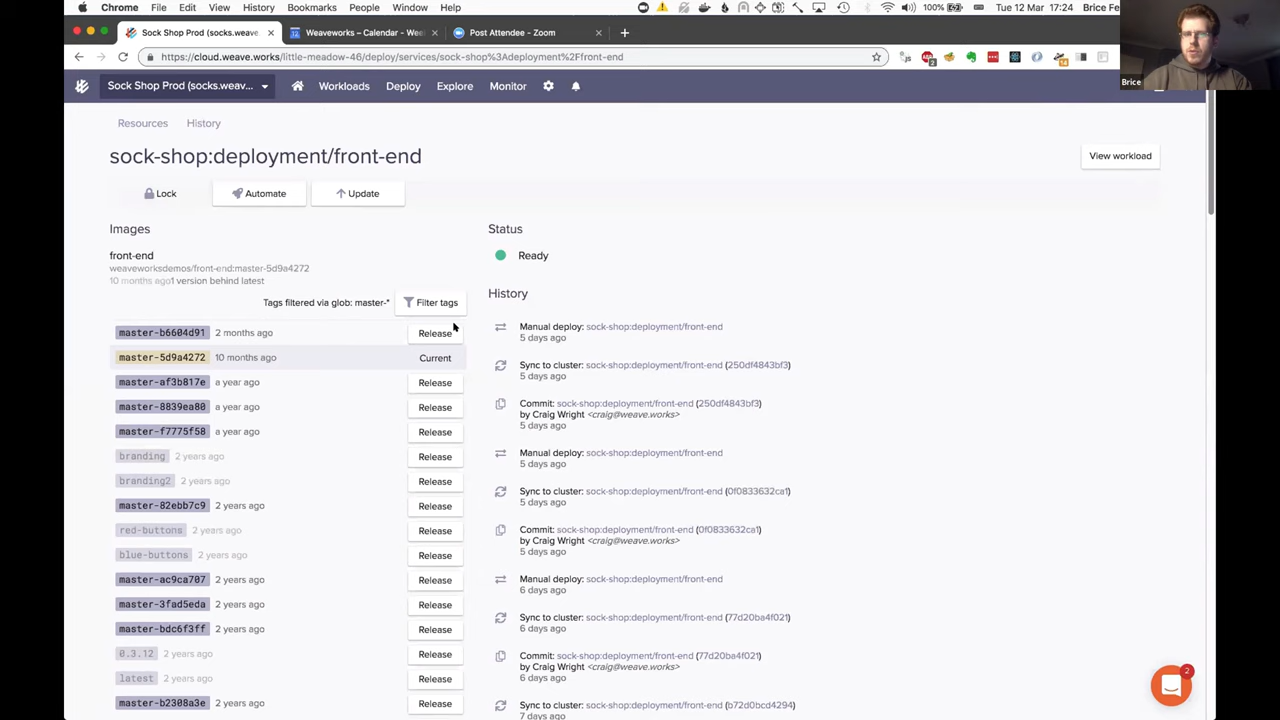 Chrome File Edit View History Bookmarks People Window Help 100% Tue 12 Mar 17:24 Brice Fe
Sock Shop Prod (socks.weave. × Weaveworks – Calendar - Wee × Post Attendee - Zoom × +
https://cloud.weave.works/little-meadow-46/deploy/services/sock-shop%3Adeployment%2Ffront-end
Brice
Sock Shop Prod (socks.weav... Workloads Deploy Explore Monitor
Resources History
sock-shop:deployment/front-end
View workload
Lock Automate Update
Images
front-end
weaveworksdemos/front-end:master-5d9a4272
10 months ago1 version behind latest
Tags filtered via glob: master-* Filter tags
master-b6604d91 2 months ago Release
master-5d9a4272 10 months ago Current
master-af3b817e a year ago Release
master-8839ea80 a year ago Release
master-f7775f58 a year ago Release
branding 2 years ago Release
branding2 2 years ago Release
master-82ebb7c9 2 years ago Release
red-buttons 2 years ago Release
blue-buttons 2 years ago Release
master-ac9ca707 2 years ago Release
master-3fad5eda 2 years ago Release
master-bdc6f3ff 2 years ago Release
0.3.12 2 years ago Release
latest 2 years ago Release
master-b2308a3e 2 years ago Release
Status
Ready
History
Manual deploy: sock-shop:deployment/front-end
5 days ago
Sync to cluster: sock-shop:deployment/front-end (250df4843bf3)
5 days ago
Commit: sock-shop:deployment/front-end (250df4843bf3)
by Craig Wright <craig@weave.works>
5 days ago
Manual deploy: sock-shop:deployment/front-end
5 days ago
Sync to cluster: sock-shop:deployment/front-end (0f0833632ca1)
5 days ago
Commit: sock-shop:deployment/front-end (0f0833632ca1)
by Craig Wright <craig@weave.works>
5 days ago
Manual deploy: sock-shop:deployment/front-end
6 days ago
Sync to cluster: sock-shop:deployment/front-end (77d20ba4f021)
6 days ago
Commit: sock-shop:deployment/front-end (77d20ba4f021)
by Craig Wright <craig@weave.works>
6 days ago
Sync to cluster: sock-shop:deployment/front-end (b72d0bcd4294)
7 days ago
2